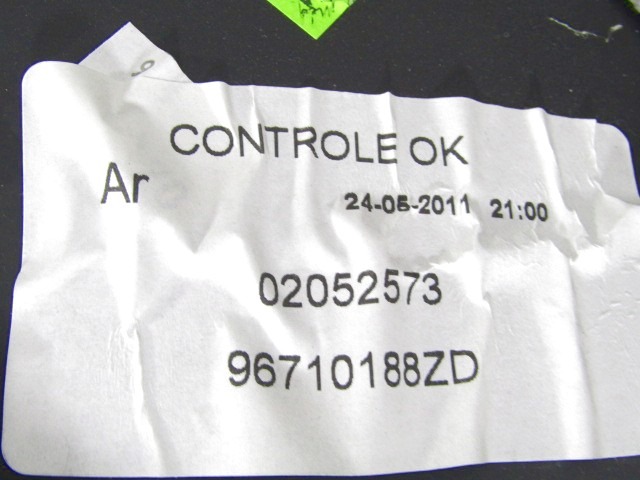 CONTROLE OK
Ar
24-05-2011 21:00
02052573
96710188ZD